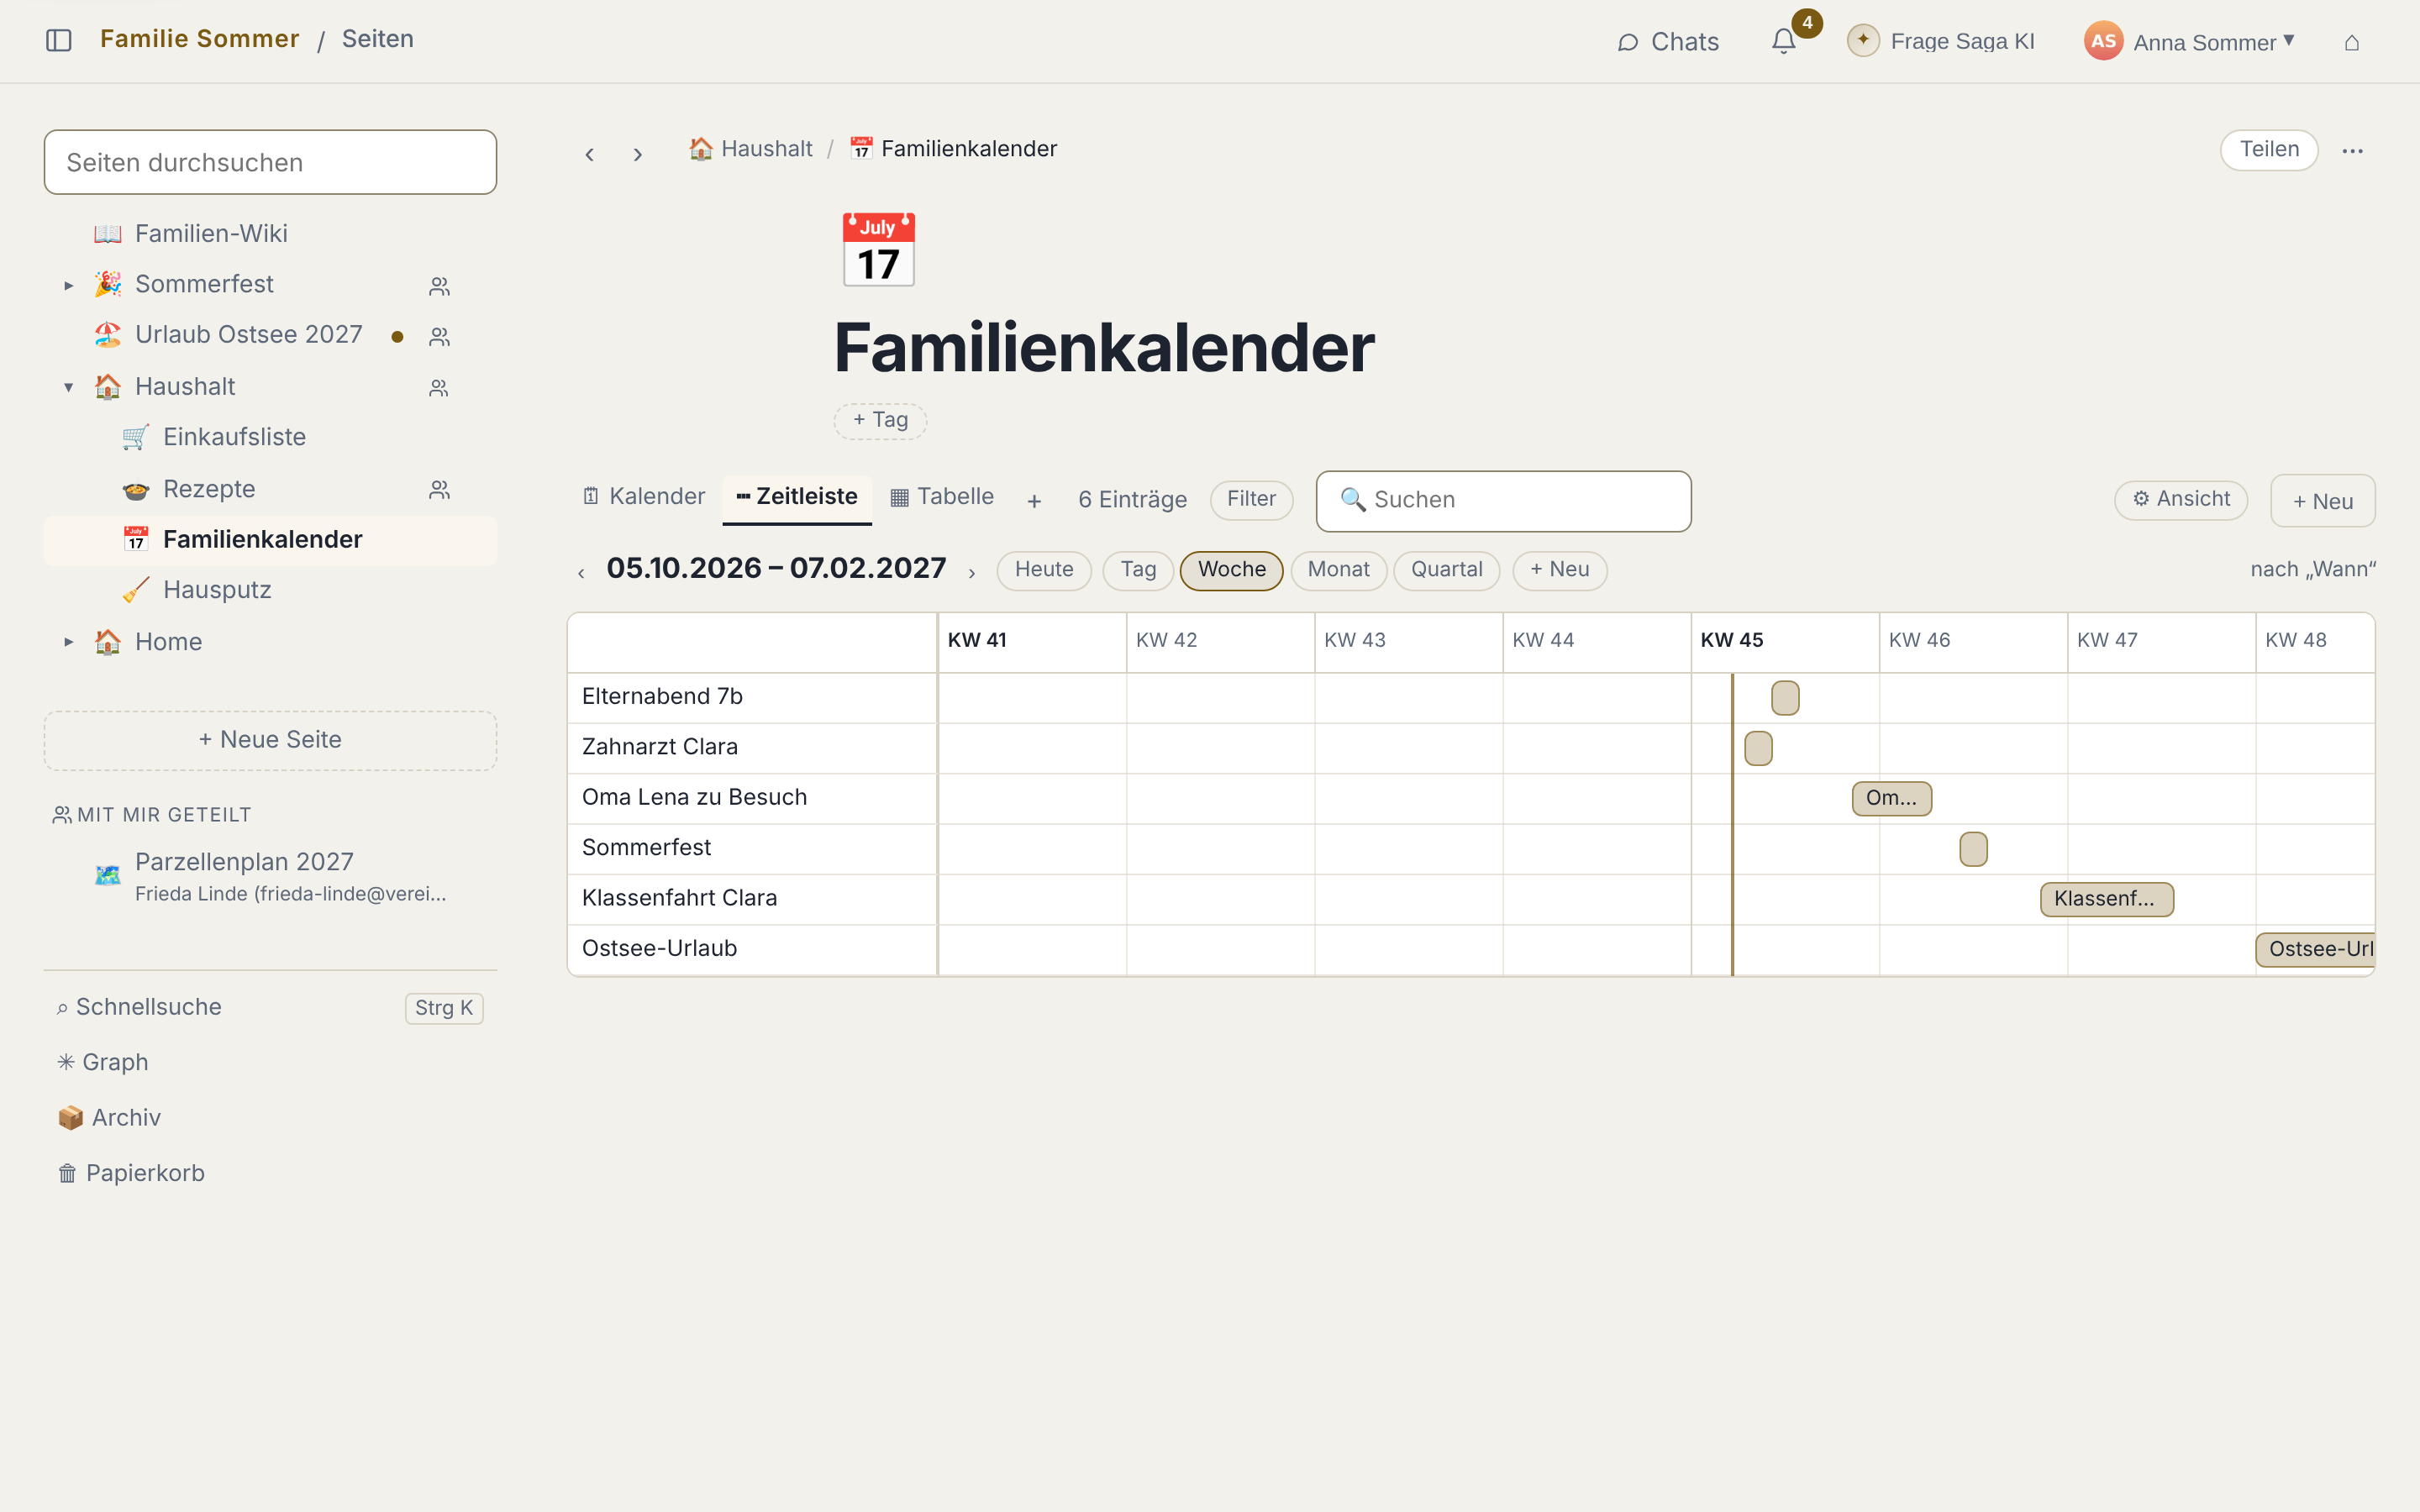 Familie Sommer / Seiten
Chats
4
Frage Saga KI
AS Anna Sommer
Seiten durchsuchen
Familien-Wiki
Sommerfest
Urlaub Ostsee 2027
Haushalt
Einkaufsliste
Rezepte
Familienkalender
Hausputz
Home
+ Neue Seite
MIT MIR GETEILT
Parzellenplan 2027
Frieda Linde (frieda-linde@verei...
Schnellsuche Strg K
Graph
Archiv
Papierkorb
Haushalt / Familienkalender
Teilen
July
17
Familienkalender
+ Tag
Kalender Zeitleiste Tabelle + 6 Einträge Filter Suchen Ansicht + Neu
05.10.2026 – 07.02.2027 Heute Tag Woche Monat Quartal + Neu nach „Wann“
KW 41 KW 42 KW 43 KW 44 KW 45 KW 46 KW 47 KW 48
Elternabend 7b
Zahnarzt Clara
Oma Lena zu Besuch Om...
Sommerfest
Klassenfahrt Clara Klassenf...
Ostsee-Urlaub Ostsee-Url